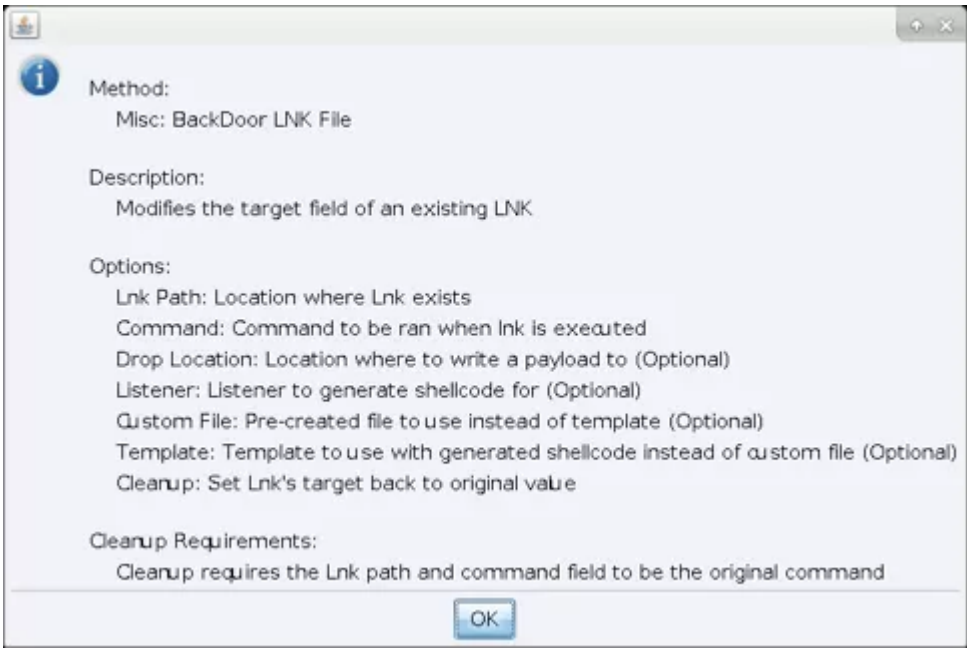 Method:
Misc: BackDoor LNK File
Description:
Modifies the target field of an existing LNK
Options:
Lnk Path: Location where Lnk exists
Command: Command to be ran when lnk is executed
Drop Location: Location where to write a payload to (Optional)
Listener: Listener to generate shellcode for (Optional)
Custom File: Pre-created file to use instead of template (Optional)
Template: Template to use with generated shellcode instead of custom file (Optional)
Cleanup: Set Lnk's target back to original value
Cleanup Requirements:
Cleanup requires the Lnk path and command field to be the original command
OK